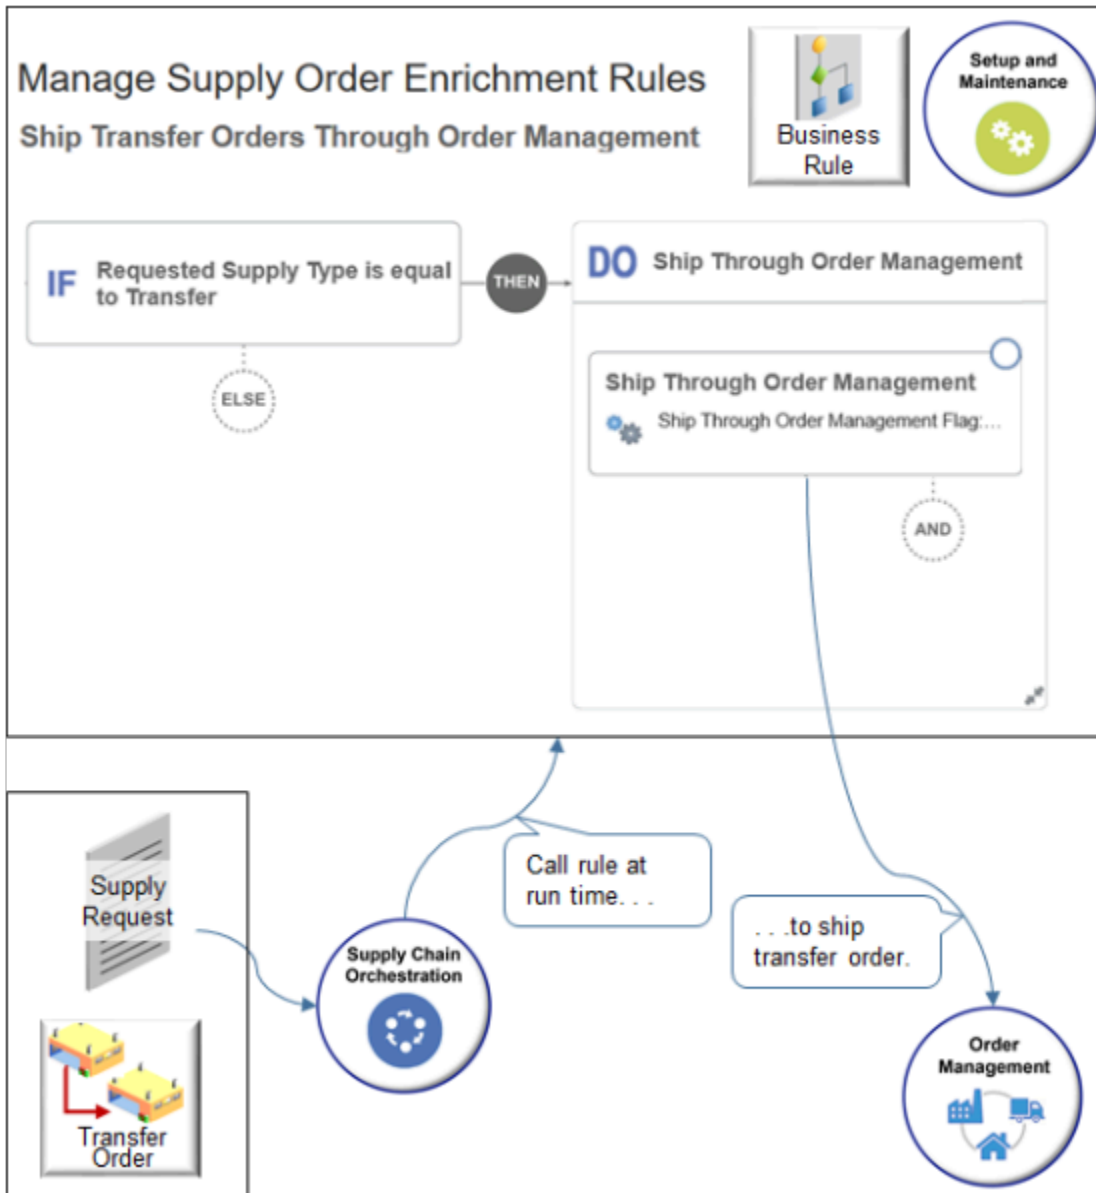 Manage Supply Order Enrichment Rules
Ship Transfer Orders Through Order Management
Business
Rule
Setup and
Maintenance
IF
Requested Supply Type is equal
to Transfer
THEN
ELSE
DO
Ship Through Order Management
Ship Through Order Management
Ship Through Order Management Flag:...
AND
Supply
Request
Transfer
Order
Supply Chain
Orchestration
Call rule at
run time. . .
. . .to ship
transfer order.
Order
Management